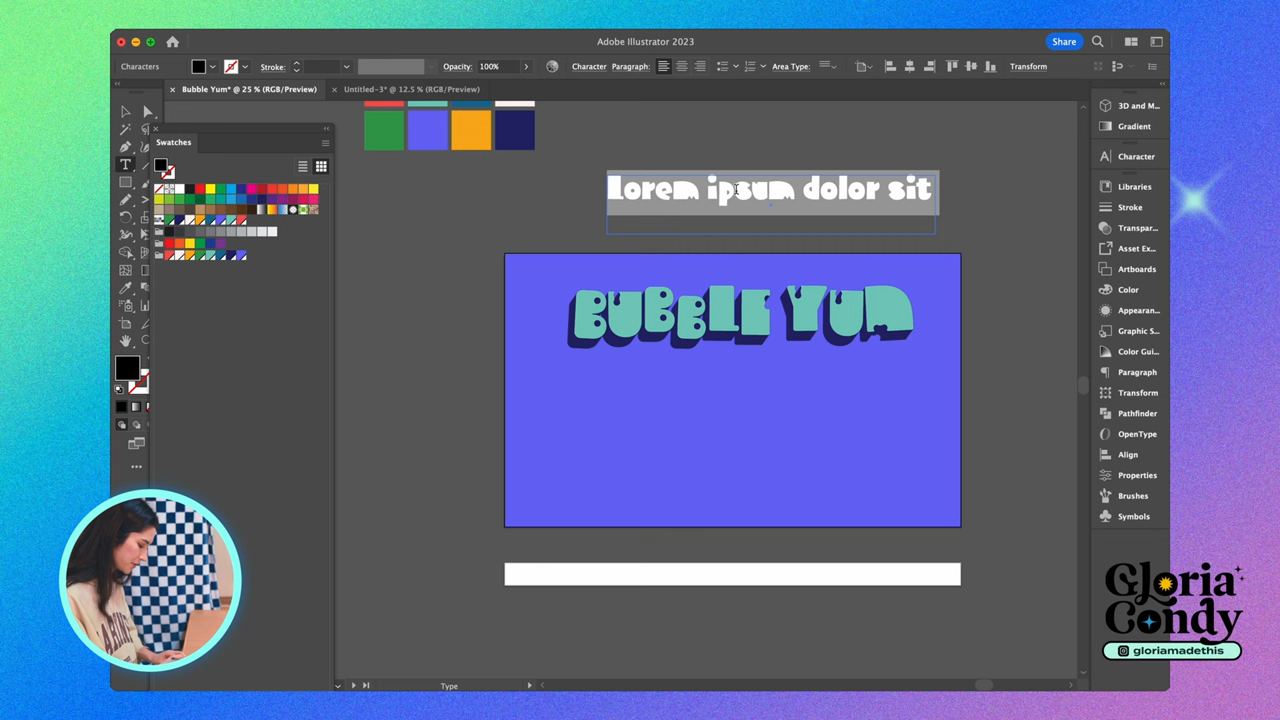 Adobe Illustrator 2023
Share
Characters
Stroke:
Opacity:
100%
Character
Paragraph:
Area Type:
Transform
× Bubble Yum* @ 25 % (RGB/Preview)
× Untitled-3* @ 12.5 % (RGB/Preview)
Swatches
lorem ipsum dolor sit
BUBBLE YUM
3D and M...
Gradient
Character
Libraries
Stroke
Transpar...
Asset Ex...
Artboards
Color
Appearan...
Graphic S...
Color Gui...
Paragraph
Transform
Pathfinder
OpenType
Align
Properties
Brushes
Symbols
Type
Gloria
Condy
gloriamadethis